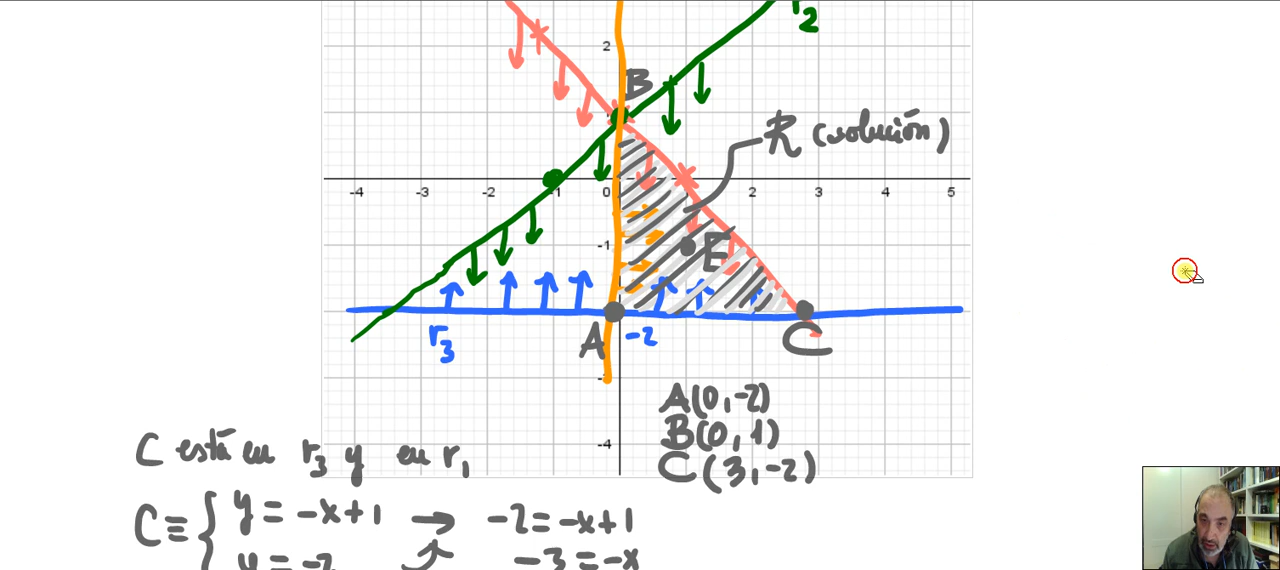 r2
2
B
R (solución)
-4 -3 -2 -1 0 2 3 4 5
-1
E
r3 A -2 C
A(0,-2)
B(0,1)
-4
C(3,-2)
C está en r3 y en r1
C≡{ y = -x+1 → -2 = -x+1
y = -2 -3 = -x